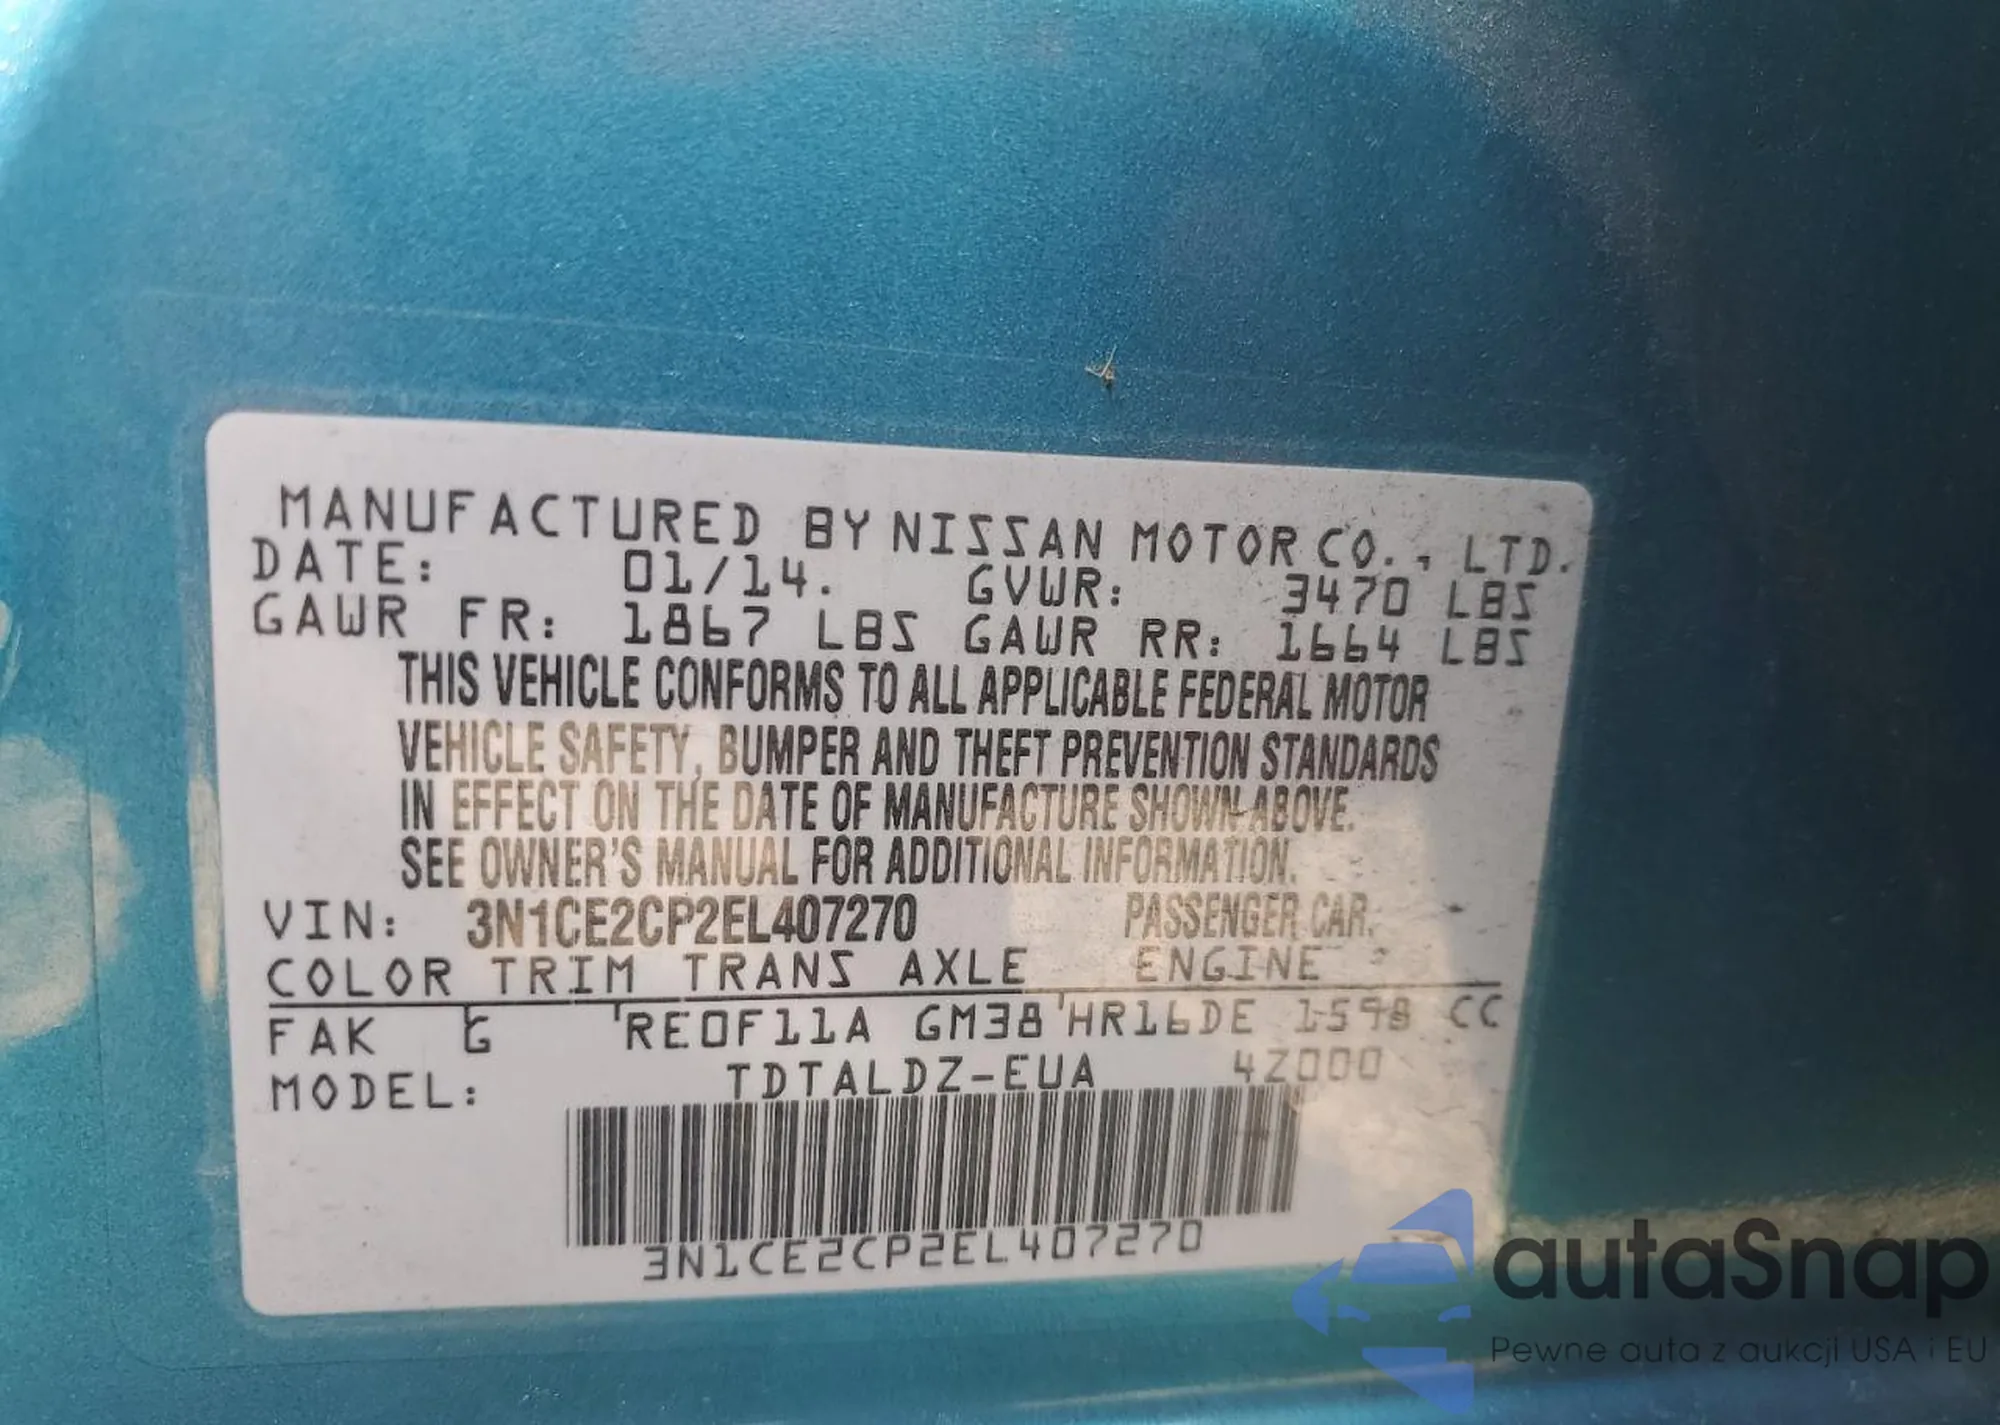 MANUFACTURED BY NISSAN MOTOR CO., LTD.
DATE: 01/14. GVWR: 3470 LBS
GAWR FR: 1867 LBS GAWR RR: 1664 LBS
THIS VEHICLE CONFORMS TO ALL APPLICABLE FEDERAL MOTOR
VEHICLE SAFETY, BUMPER AND THEFT PREVENTION STANDARDS
IN EFFECT ON THE DATE OF MANUFACTURE SHOWN ABOVE.
SEE OWNER'S MANUAL FOR ADDITIONAL INFORMATION.
VIN: 3N1CE2CP2EL407270 PASSENGER CAR.
COLOR TRIM TRANS AXLE ENGINE
FAK G RE0F11A GM38 HR16DE 1598 CC
MODEL: TDTALDZ-EUA 4Z000
3N1CE2CP2EL407270
autaSnap
Pewne auta z aukcji USA i EU